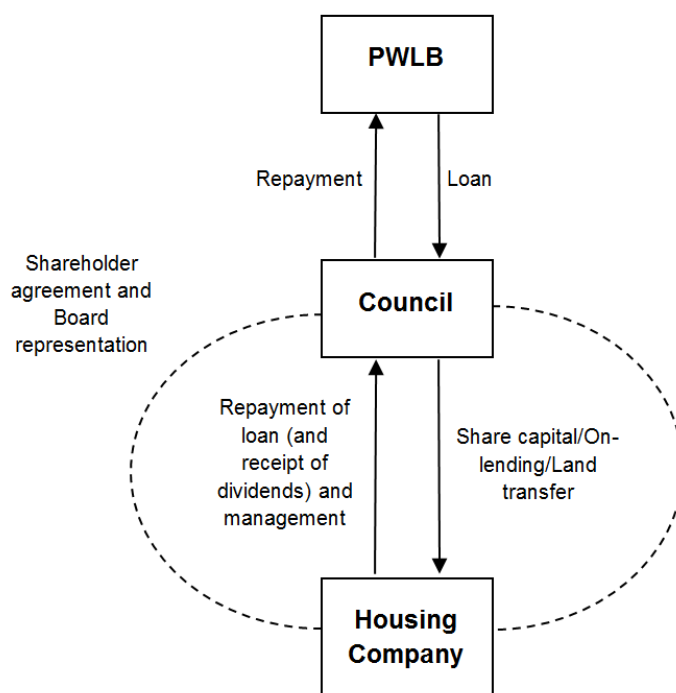 PWLB
Repayment
Loan
Shareholder
agreement and
Board
representation
Council
Repayment of
loan (and
receipt of
dividends) and
management
Share capital/On-
lending/Land
transfer
Housing
Company